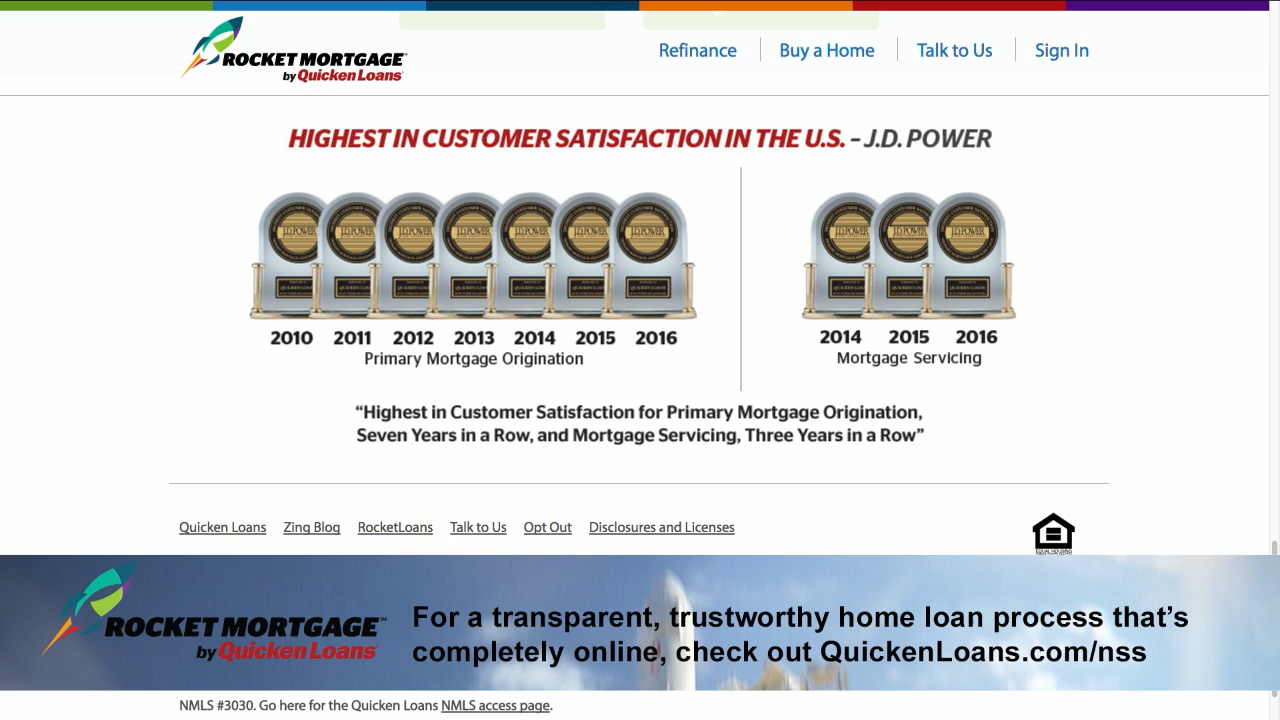 ROCKET MORTGAGE
by Quicken Loans
Refinance
Buy a Home
Talk to Us
Sign In
HIGHEST IN CUSTOMER SATISFACTION IN THE U.S. – J.D. POWER
J.D. POWER
QUICKEN LOANS
2010 2011 2012 2013 2014 2015 2016
Primary Mortgage Origination
2014 2015 2016
Mortgage Servicing
“Highest in Customer Satisfaction for Primary Mortgage Origination,
Seven Years in a Row, and Mortgage Servicing, Three Years in a Row”
Quicken Loans Zing Blog RocketLoans Talk to Us Opt Out Disclosures and Licenses
ROCKET MORTGAGE™
by Quicken Loans
For a transparent, trustworthy home loan process that’s
completely online, check out QuickenLoans.com/nss
NMLS #3030. Go here for the Quicken Loans NMLS access page.